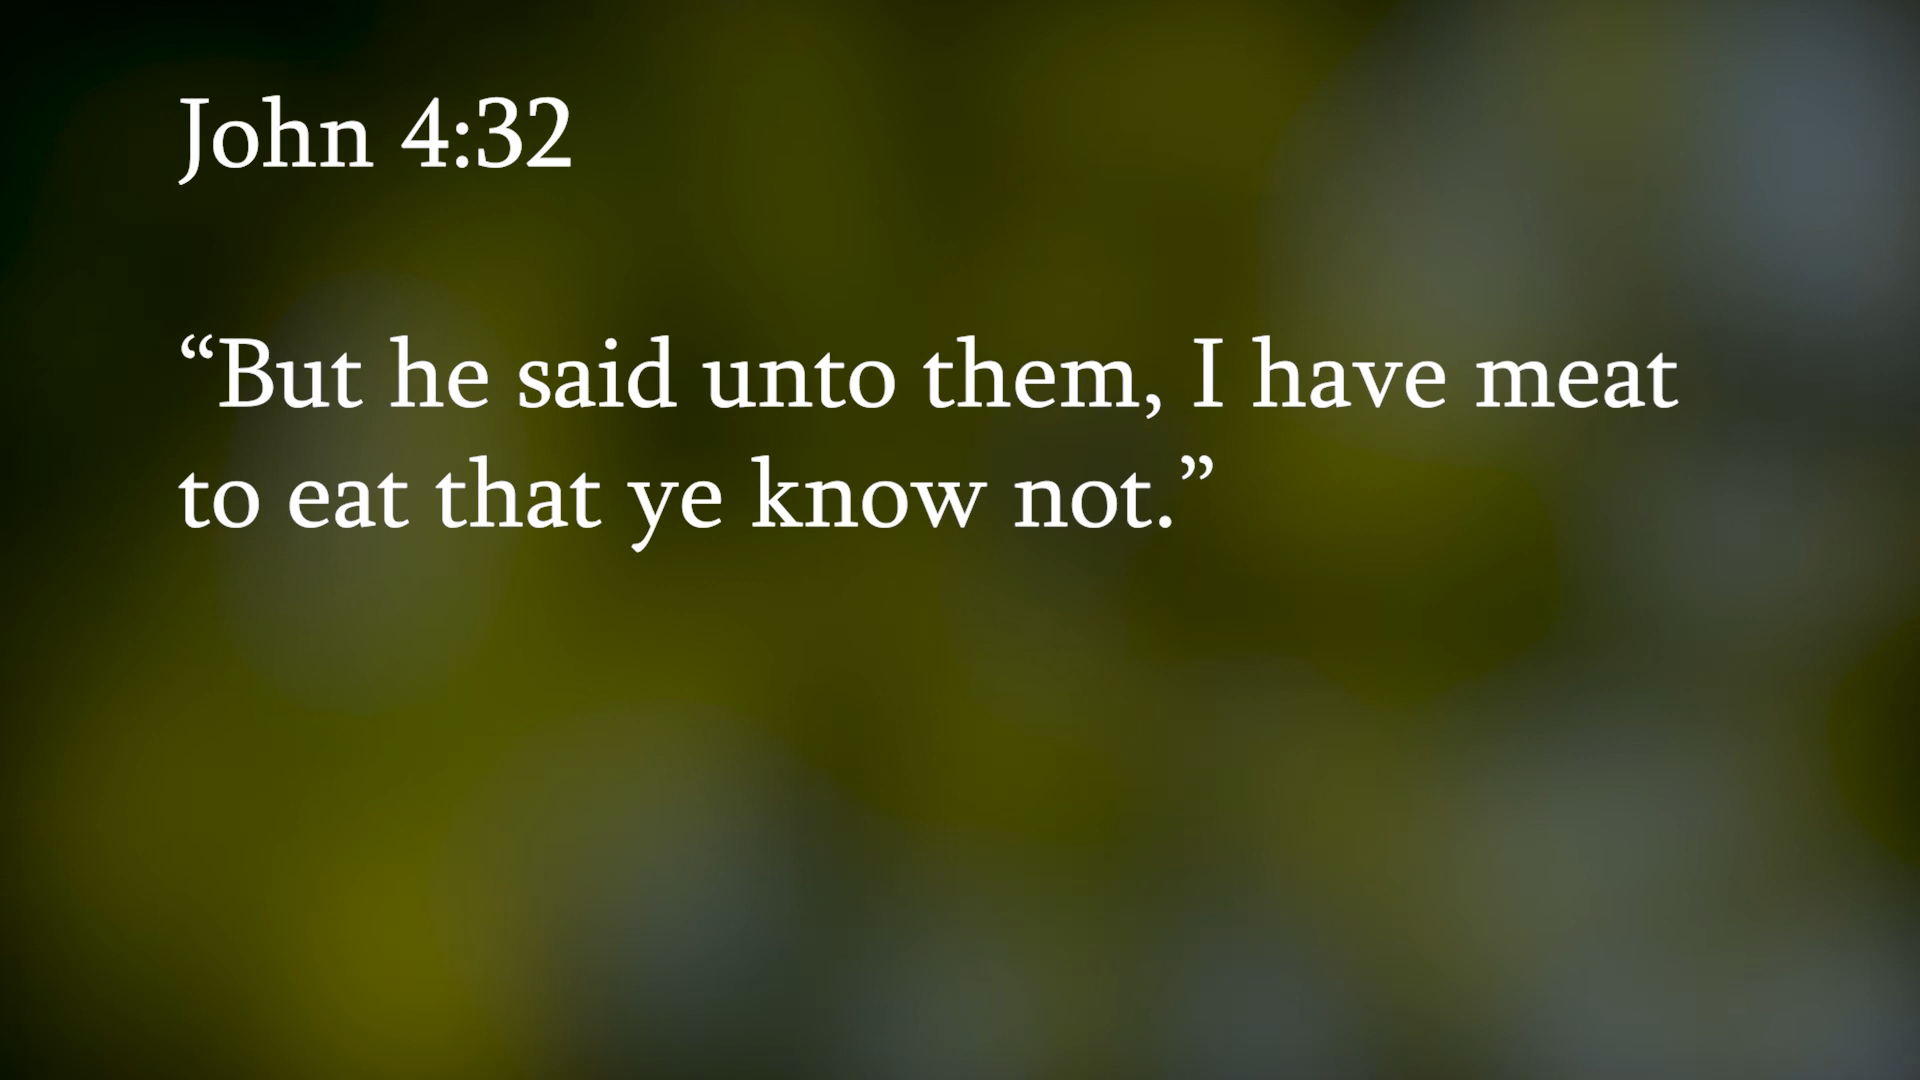 John 4:32
“But he said unto them, I have meat
to eat that ye know not.”